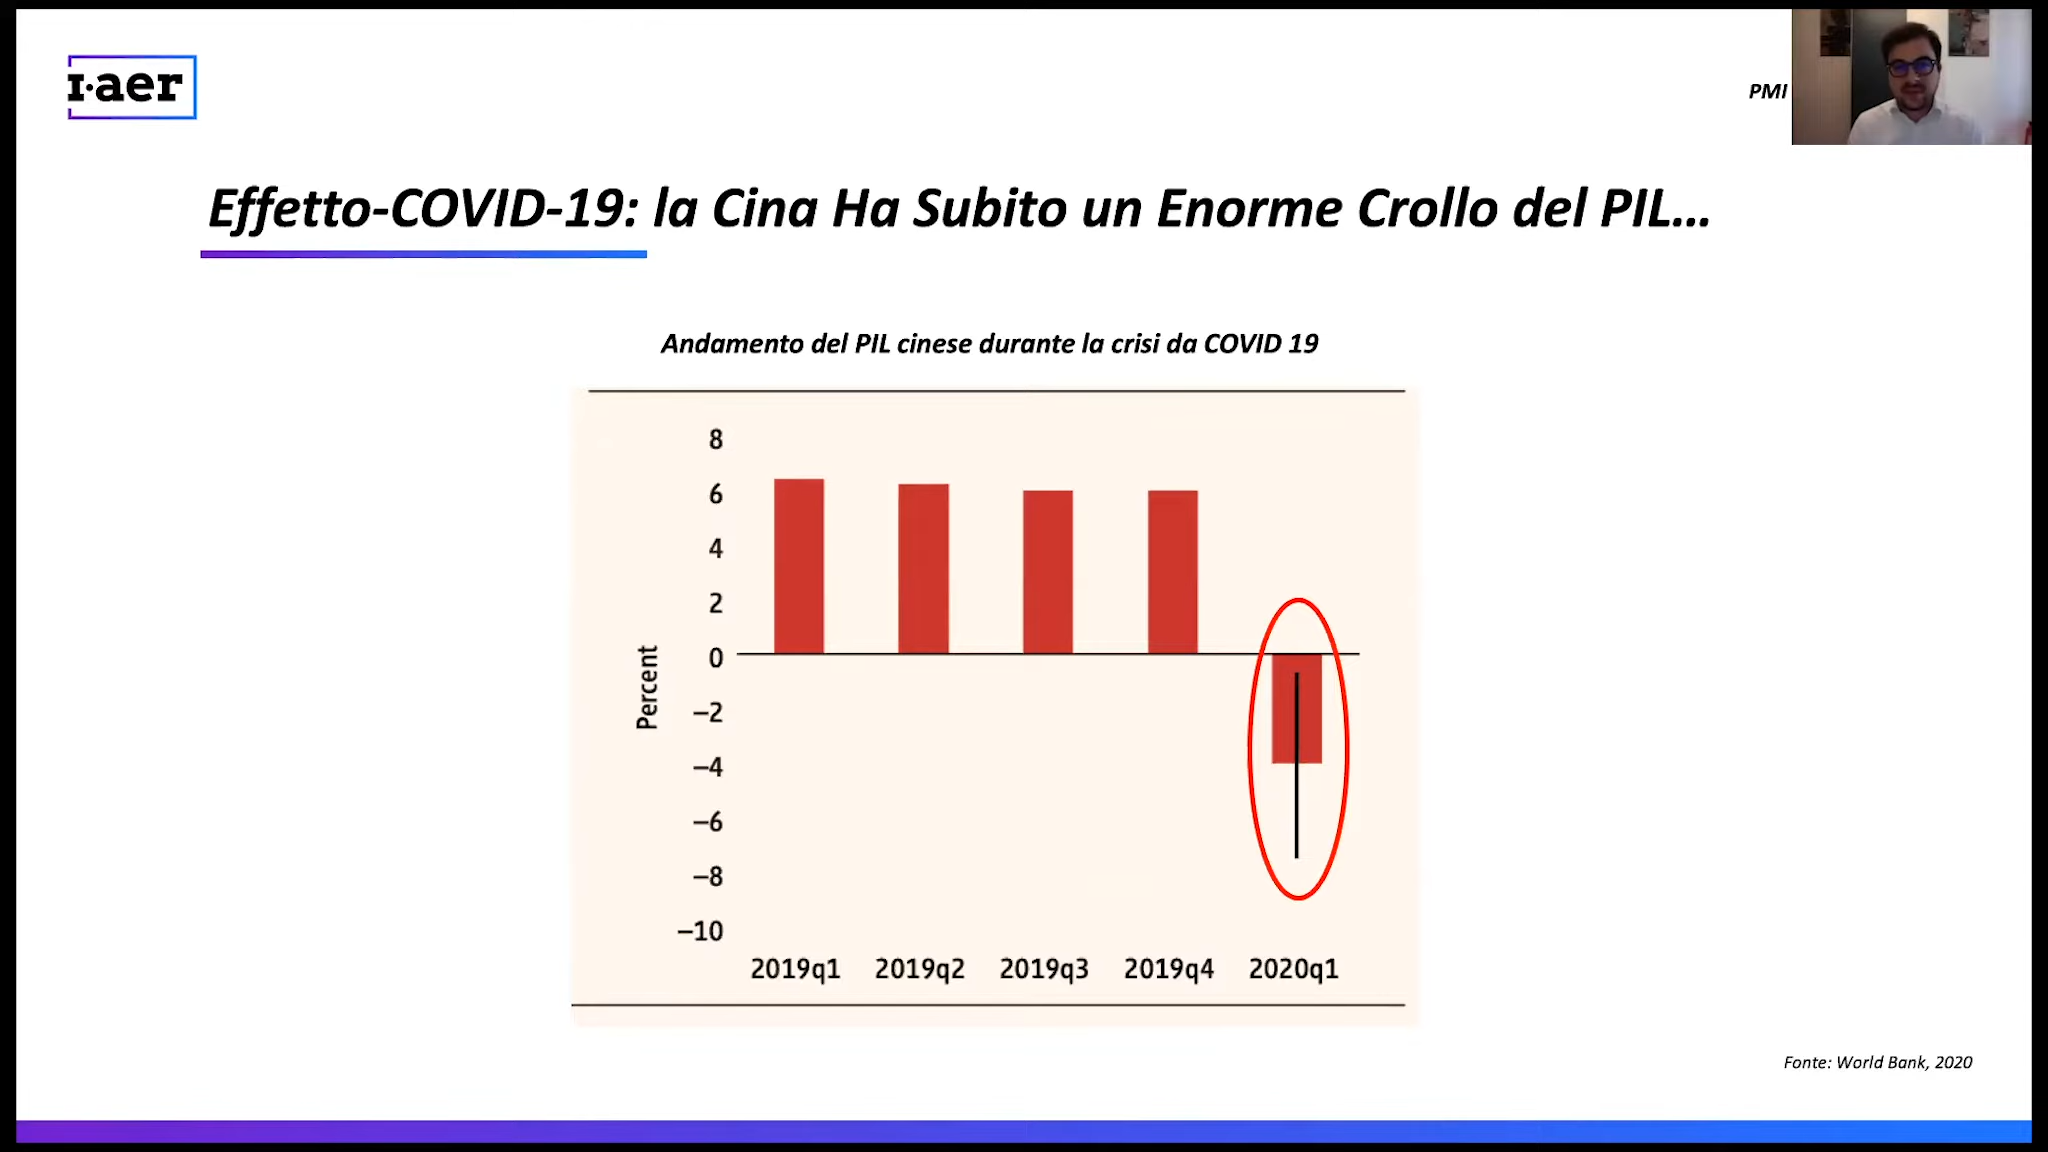 ı·aer
PMI
Effetto-COVID-19: la Cina Ha Subito un Enorme Crollo del PIL...
Andamento del PIL cinese durante la crisi da COVID 19
8
6
4
2
0
–2
–4
–6
–8
–10
Percent
2019q1 2019q2 2019q3 2019q4 2020q1
Fonte: World Bank, 2020